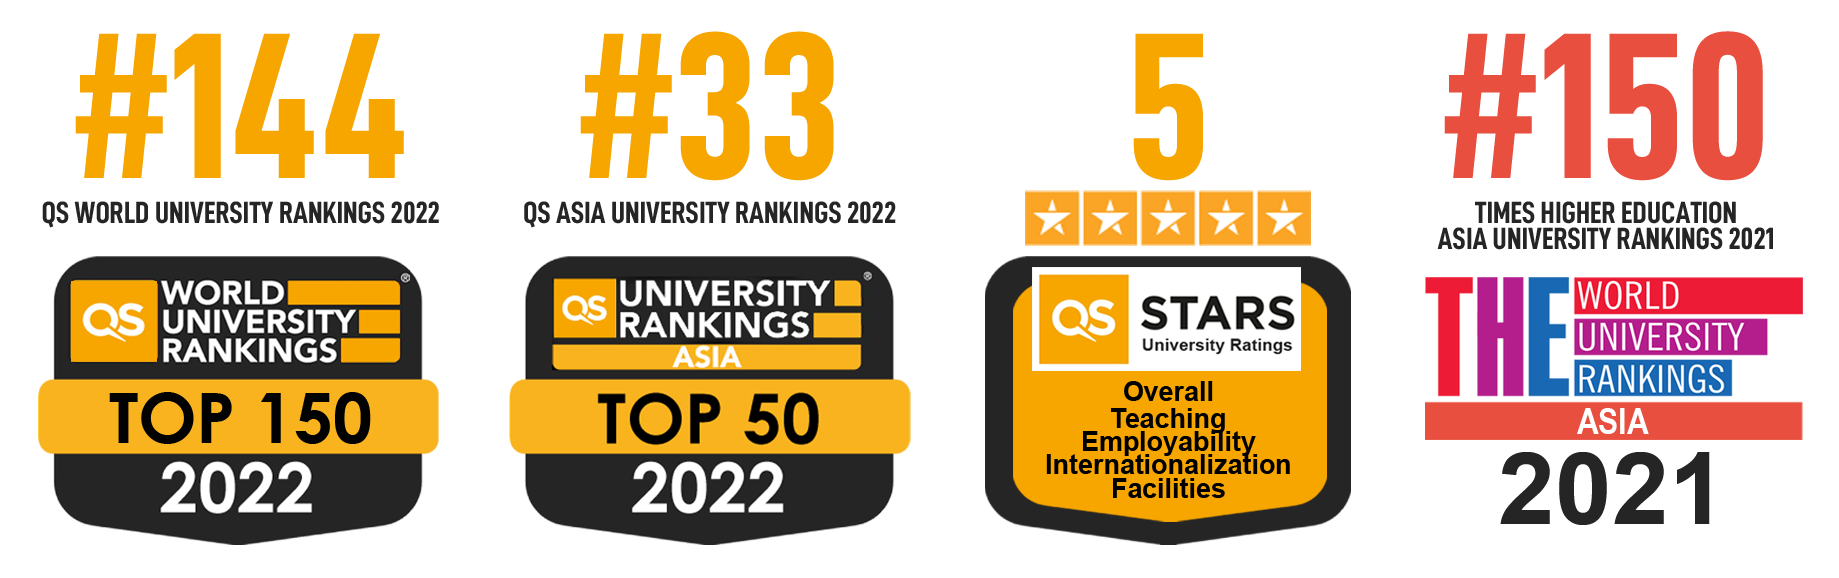 #144
QS WORLD UNIVERSITY RANKINGS 2022
QS
WORLD
UNIVERSITY
RANKINGS
®
TOP 150
2022
#33
QS ASIA UNIVERSITY RANKINGS 2022
QS
UNIVERSITY
RANKINGS
®
ASIA
TOP 50
2022
5
QS
STARS
University Ratings
Overall
Teaching
Employability
Internationalization
Facilities
#150
TIMES HIGHER EDUCATION
ASIA UNIVERSITY RANKINGS 2021
THE
WORLD
UNIVERSITY
RANKINGS
ASIA
2021